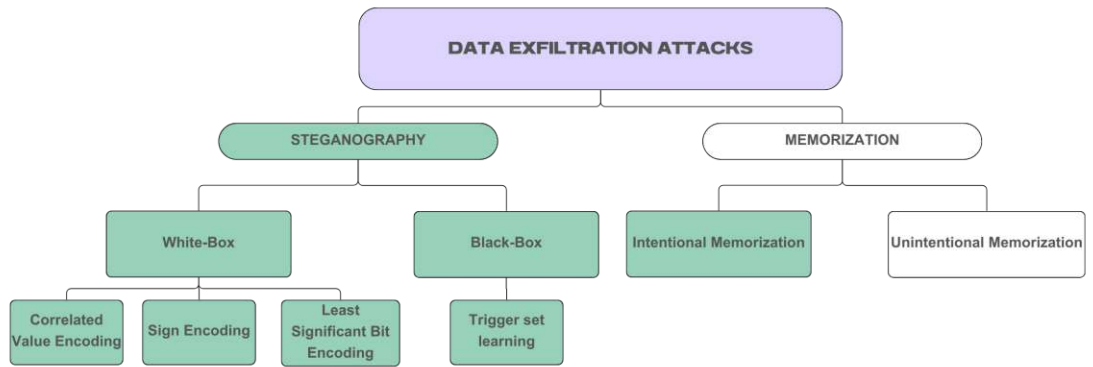 DATA EXFILTRATION ATTACKS
STEGANOGRAPHY
MEMORIZATION
White-Box
Black-Box
Intentional Memorization
Unintentional Memorization
Correlated
Value Encoding
Sign Encoding
Least
Significant Bit
Encoding
Trigger set
learning